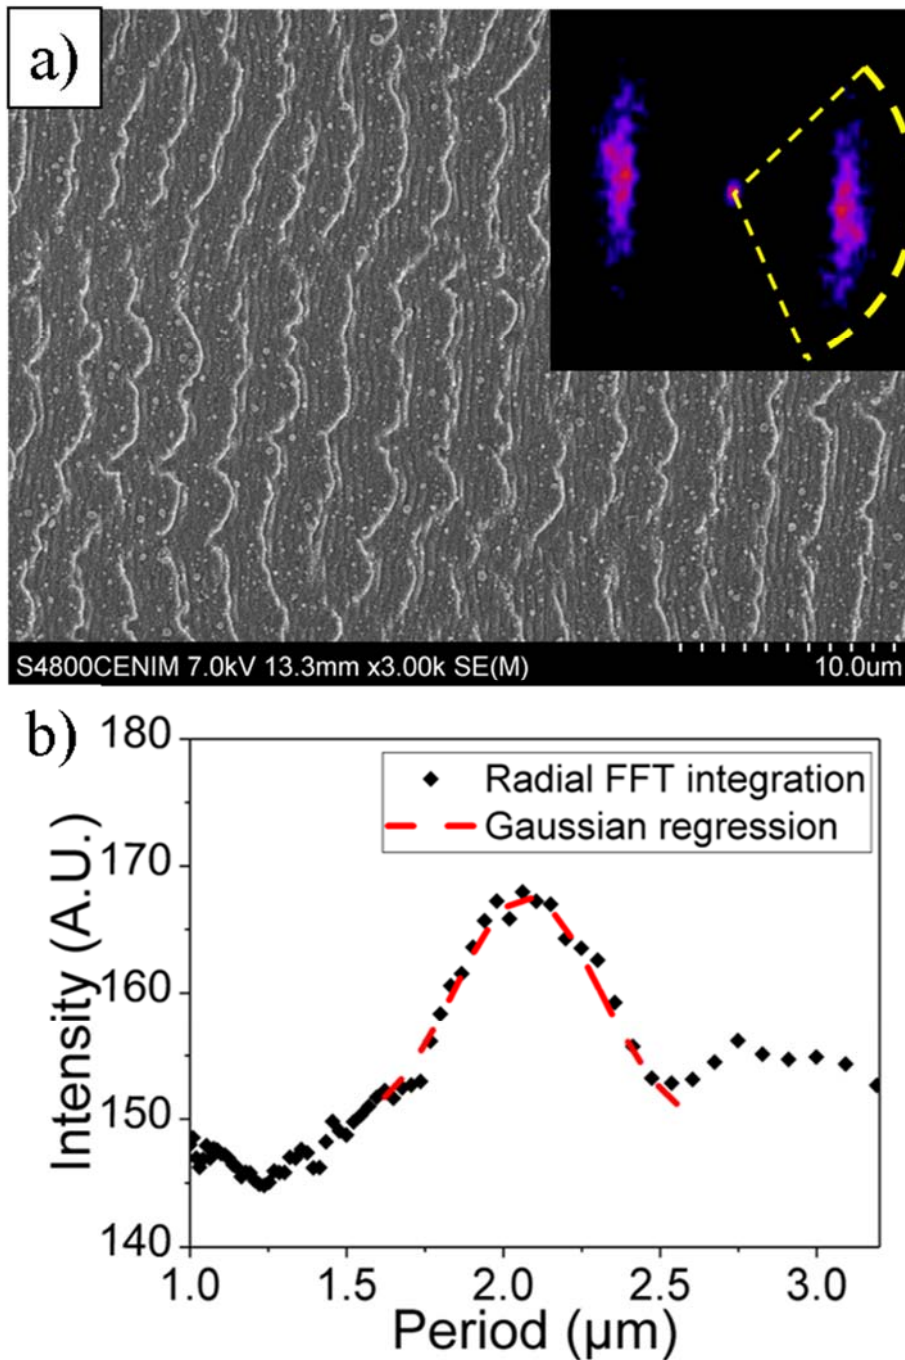 a)
S4800CENIM 7.0kV 13.3mm x3.00k SE(M) 10.0um
b)
180
170
160
150
140
Intensity (A.U.)
Radial FFT integration
Gaussian regression
1.0 1.5 2.0 2.5 3.0
Period (µm)